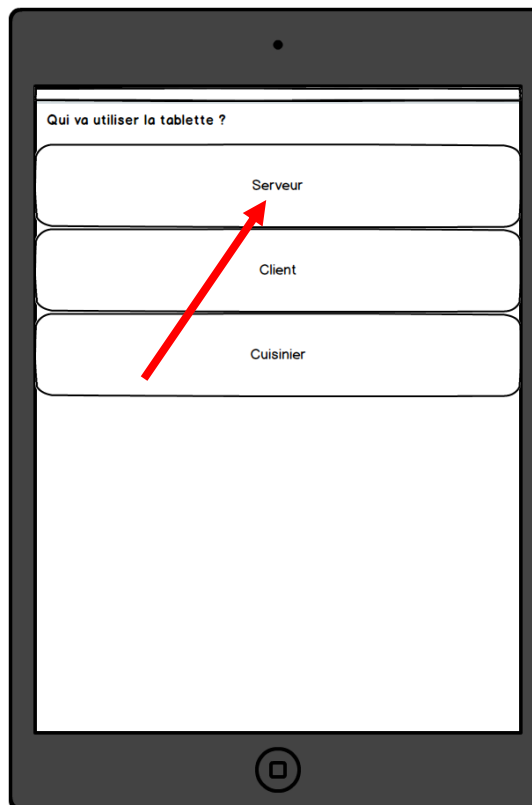 Qui va utiliser la tablette ?
Serveur
Client
Cuisinier